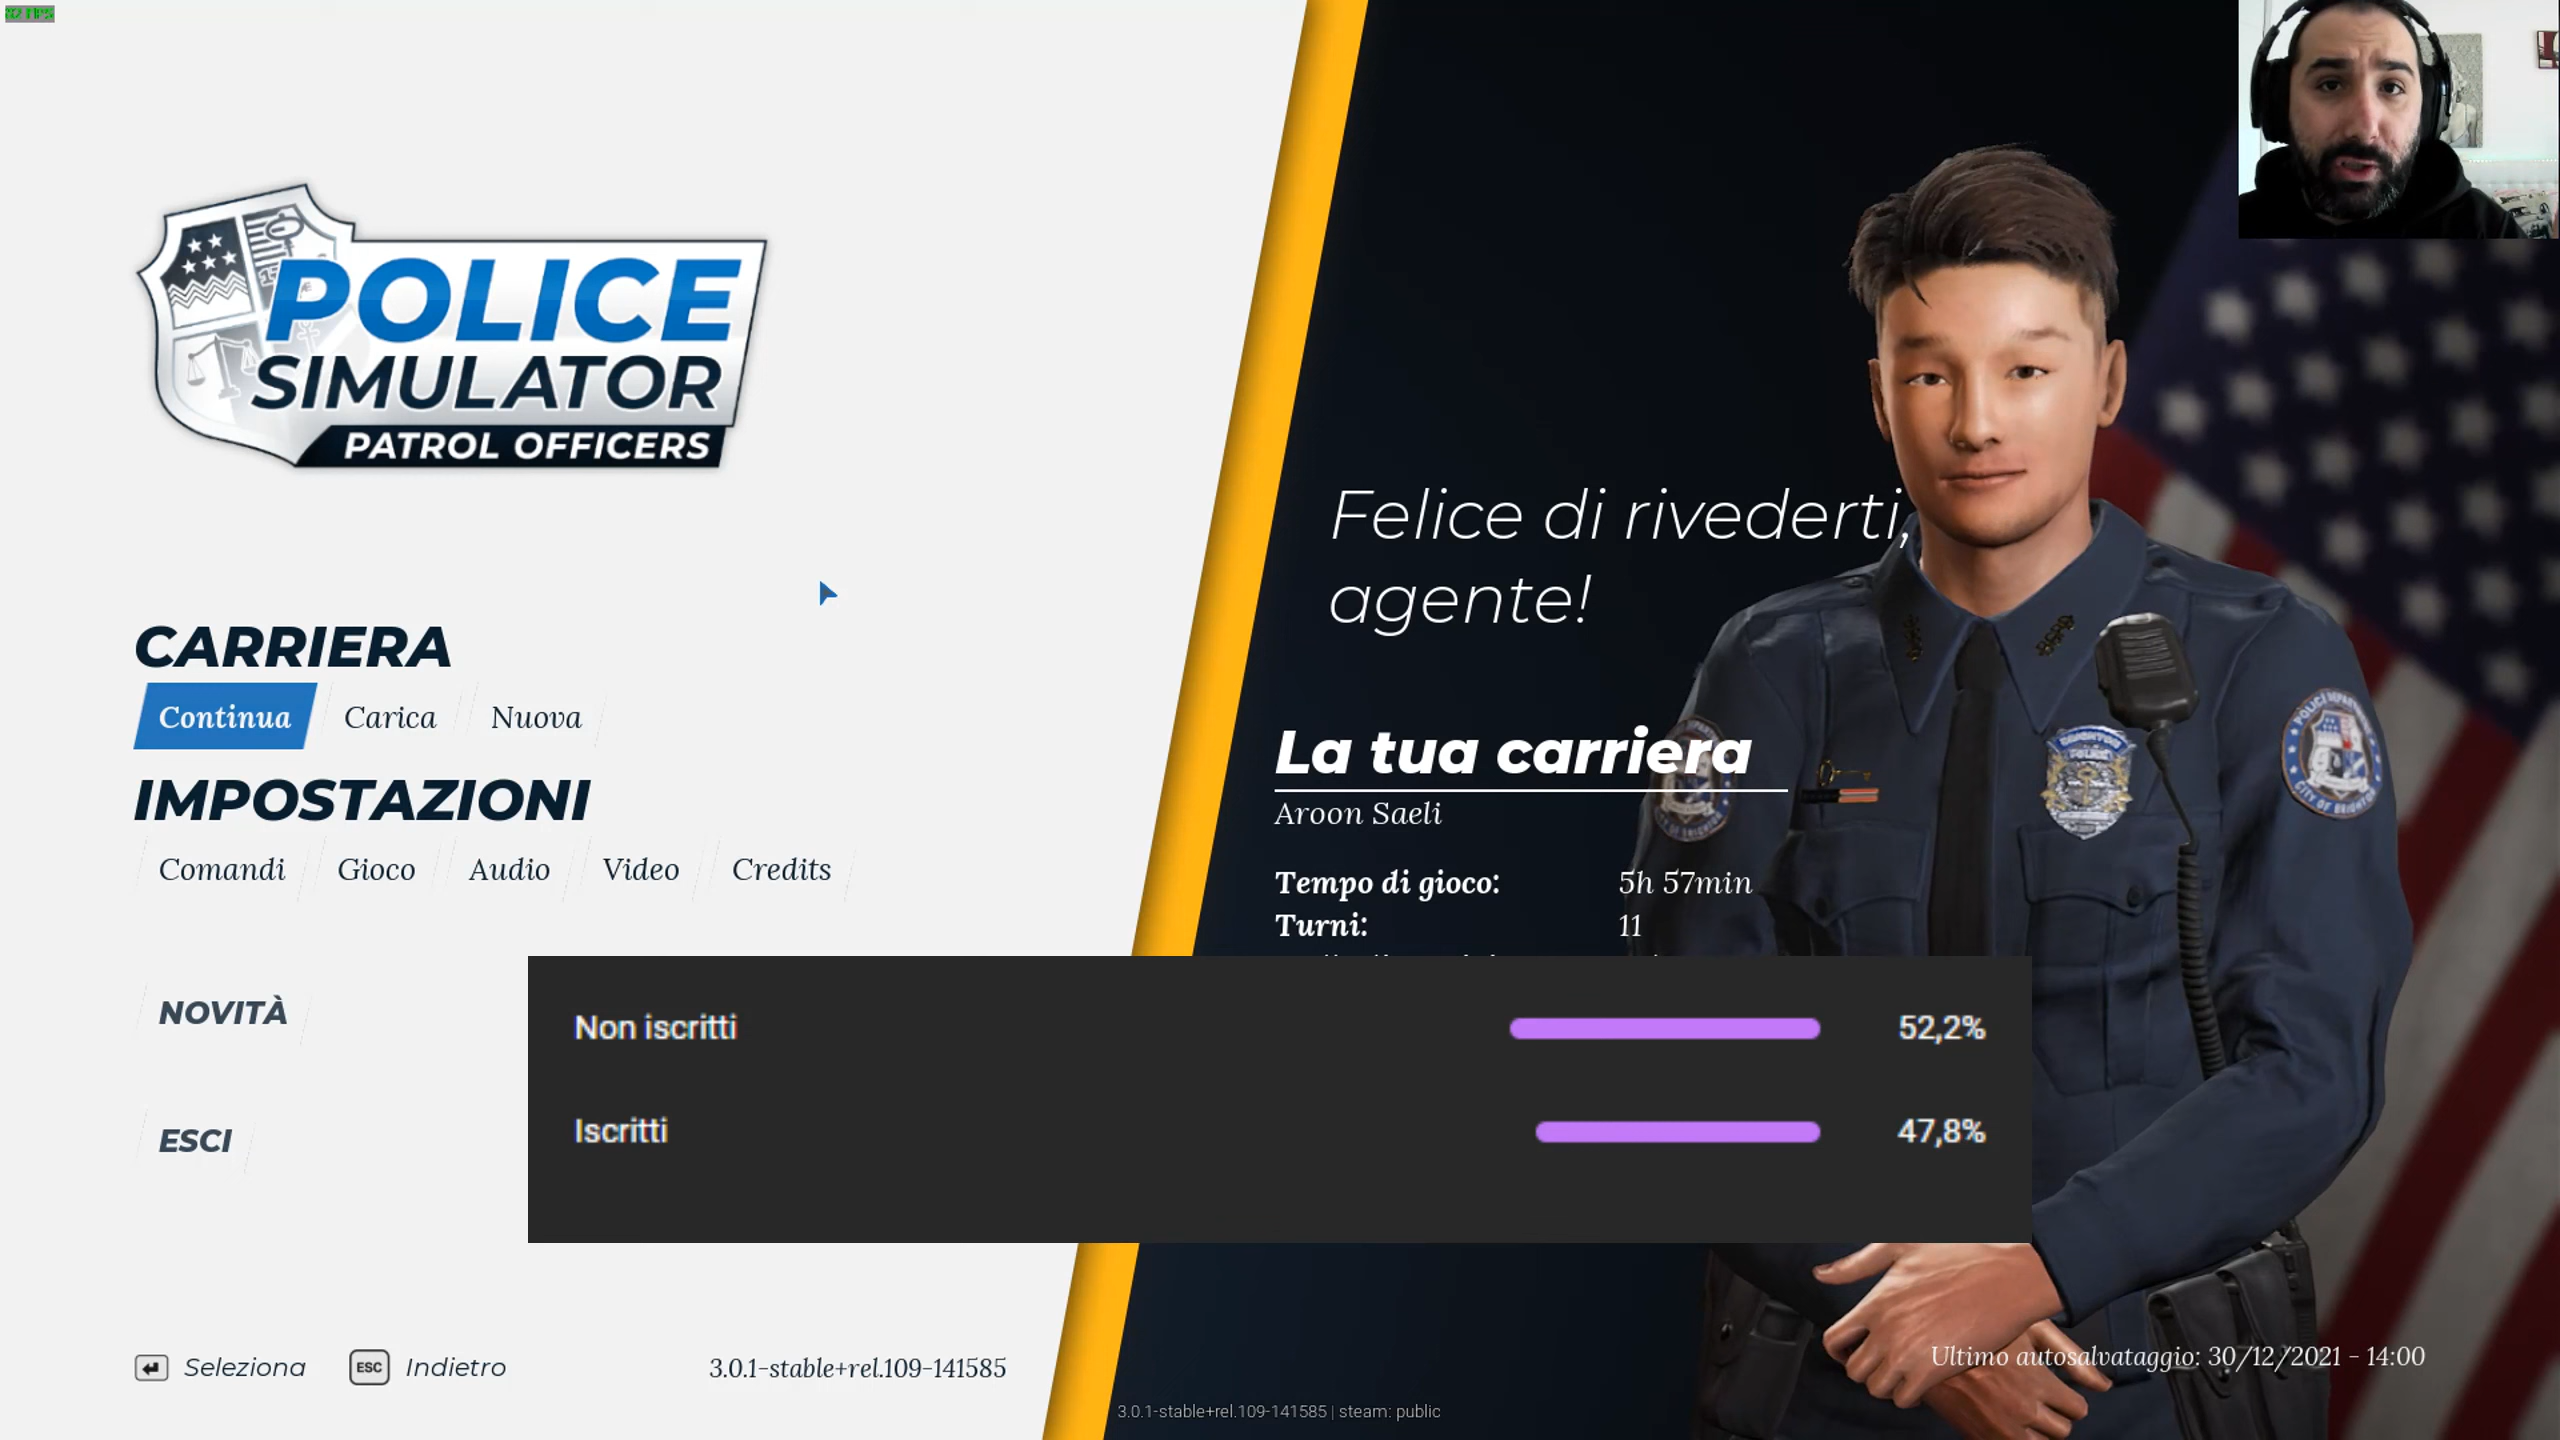 POLICE
SIMULATOR
PATROL OFFICERS
CARRIERA
Continua
Carica
Nuova
IMPOSTAZIONI
Comandi
Gioco
Audio
Video
Credits
NOVITÀ
ESCI
Seleziona
ESC
Indietro
3.0.1-stable+rel.109-141585
Felice di rivederti,
agente!
La tua carriera
Aroon Saeli
Tempo di gioco: 5h 57min
Turni: 11
Non iscritti 52,2%
Iscritti 47,8%
Ultimo autosalvataggio: 30/12/2021 - 14:00
3.0.1-stable+rel.109-141585 | steam: public